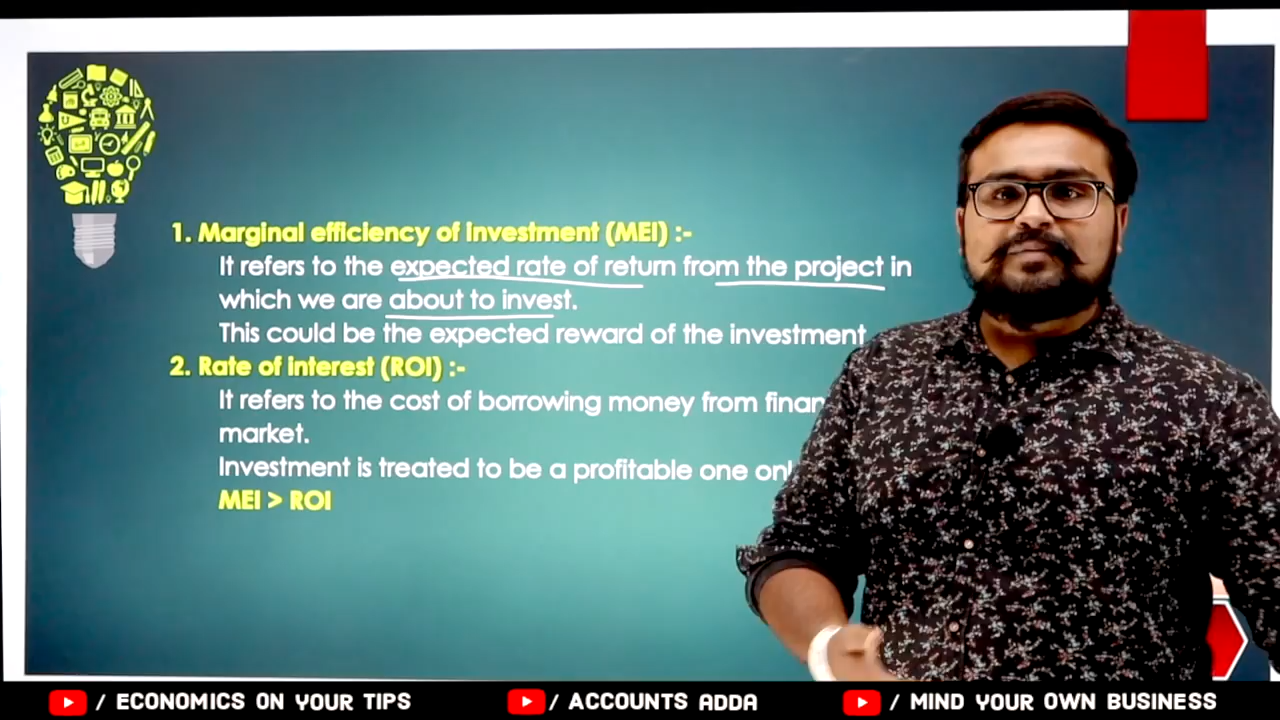 1. Marginal efficiency of investment (MEI) :-
It refers to the expected rate of return from the project in
which we are about to invest.
This could be the expected reward of the investment
2. Rate of interest (ROI) :-
It refers to the cost of borrowing money from
market.
Investment is treated to be a profitable one
MEI > ROI
/ ECONOMICS ON YOUR TIPS / ACCOUNTS ADDA / MIND YOUR OWN BUSINESS